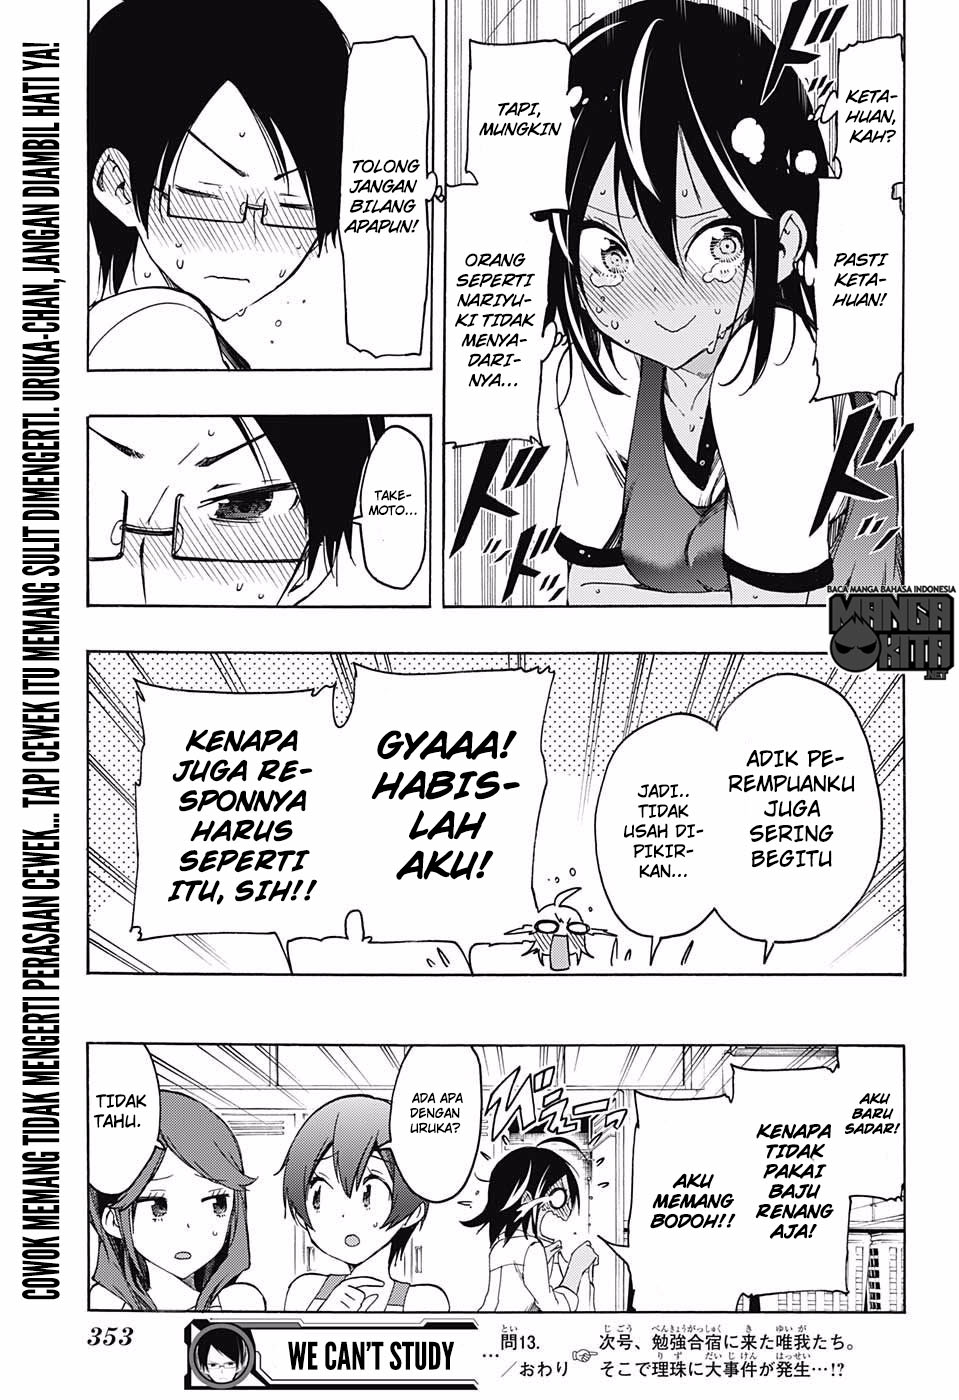 KETA-
HUAN,
KAH?
PASTI
KETA-
HUAN!
TAPI,
MUNGKIN
ORANG
SEPERTI
NARIYU-
KI TIDAK
MENYA-
DARI-
NYA...
ドドドド
TOLONG
JANGAN
BILANG
APAPUN!
TAKE-
MOTO,
BACA MANGA BAHASA INDONESIA
MANGA
KITA
.NET
ADIK PE-
REMPUANKU
JUGA
SERING
BEGITU
JADI..
TIDAK
USAH DI-
PIKIR-
KAN...
GYAAA!
HABIS-
LAH
AKU!
KENAPA
JUGA RE-
SPONNYA
HARUS
SEPERTI
ITU, SIH!!
AKU
BARU
SADAR!
KENAPA
TIDAK
PAKAI
BAJU
RENANG
AJA!
AKU
MEMANG
BODOH!!
ADA APA
DENGAN
URUKA?
TIDAK
TAHU.
COWOK MEMANG TIDAK MENGERTI PERASAAN CEWEK... TAPI CEWEK ITU MEMANG SULIT DIMENGERTI. URUKA-CHAN, JANGAN DIAMBIL HATI YA!
353
WE CAN'T STUDY
…問13.
／おわり
☞次号、勉強合宿に来た唯我たち。
そこで理珠に大事件が発生…!?